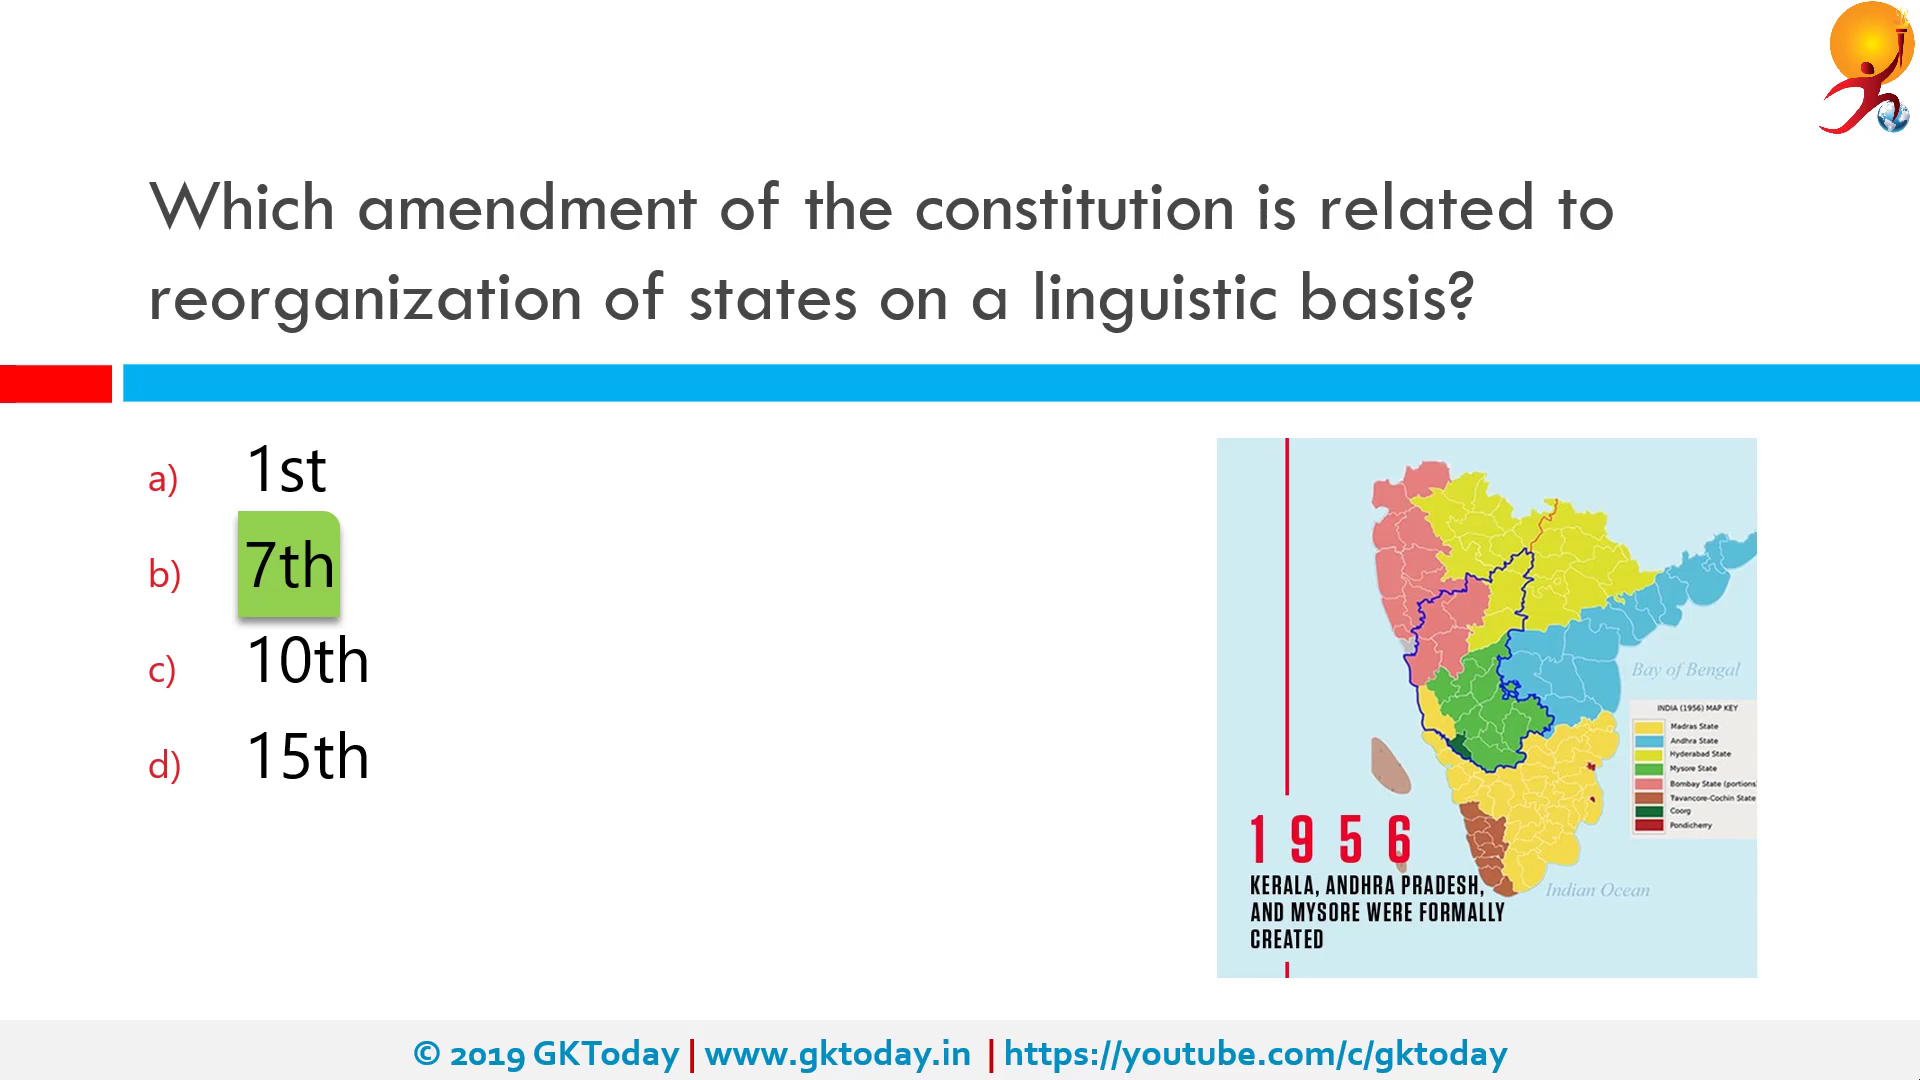 Which amendment of the constitution is related to
reorganization of states on a linguistic basis?
a) 1st
b) 7th
c) 10th
d) 15th
Bay of Bengal
INDIA (1956) MAP KEY
Madras State
Andhra State
Hyderabad State
Mysore State
Bombay State (portions
Tavancore-Cochin State
Coorg
Pondicherry
1956
KERALA, ANDHRA PRADESH,
AND MYSORE WERE FORMALLY
CREATED
Indian Ocean
© 2019 GKToday | www.gktoday.in | https://youtube.com/c/gktoday